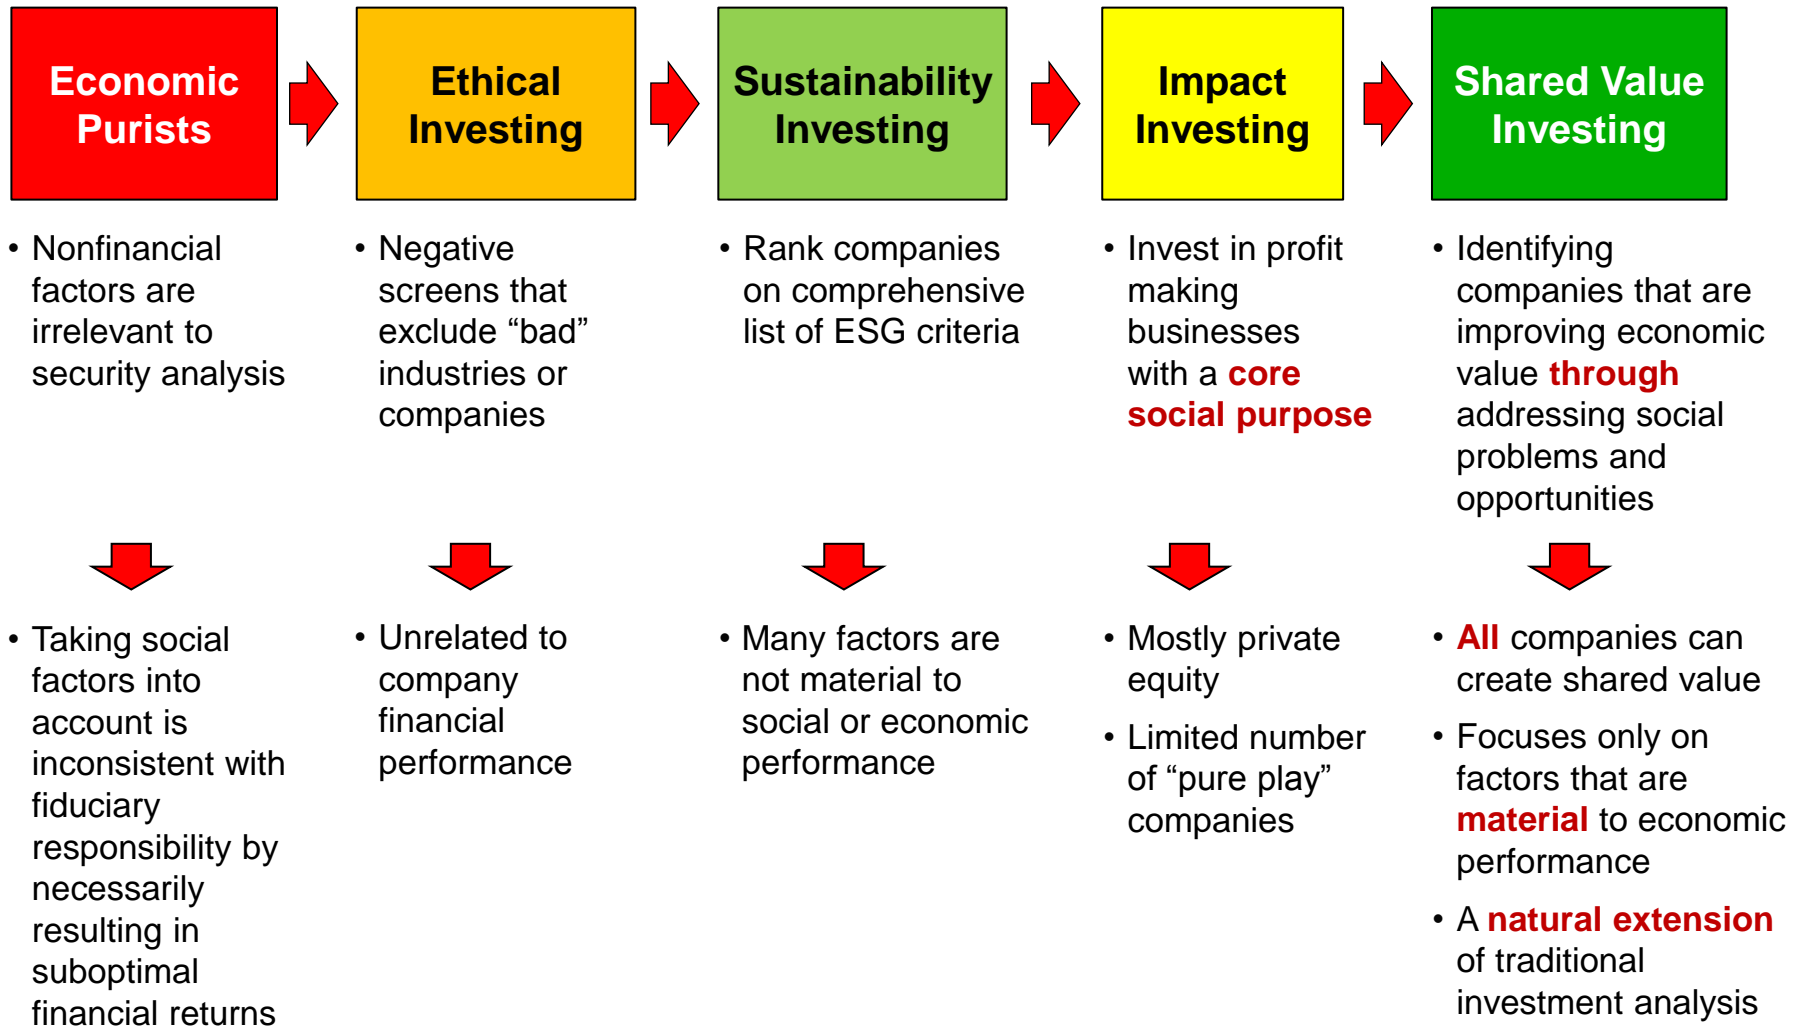 Economic
Purists
Ethical
Investing
Sustainability
Investing
Impact
Investing
Shared Value
Investing
• Nonfinancial
factors are
irrelevant to
security analysis
• Negative
screens that
exclude “bad”
industries or
companies
• Rank companies
on comprehensive
list of ESG criteria
• Invest in profit
making
businesses
with a core
social purpose
• Identifying
companies that are
improving economic
value through
addressing social
problems and
opportunities
• Taking social
factors into
account is
inconsistent with
fiduciary
responsibility by
necessarily
resulting in
suboptimal
financial returns
• Unrelated to
company
financial
performance
• Many factors are
not material to
social or economic
performance
• Mostly private
equity
• Limited number
of “pure play”
companies
• All companies can
create shared value
• Focuses only on
factors that are
material to economic
performance
• A natural extension
of traditional
investment analysis